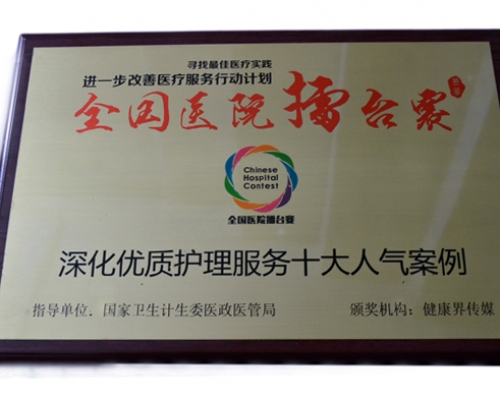 寻找最佳医疗实践
进一步改善医疗服务行动计划
全国医院擂台赛
Chinese
Hospital
Contest
全国医院擂台赛
深化优质护理服务十大人气案例
指导单位．国家卫生计生委医政医管局
颁奖机构：健康界传媒